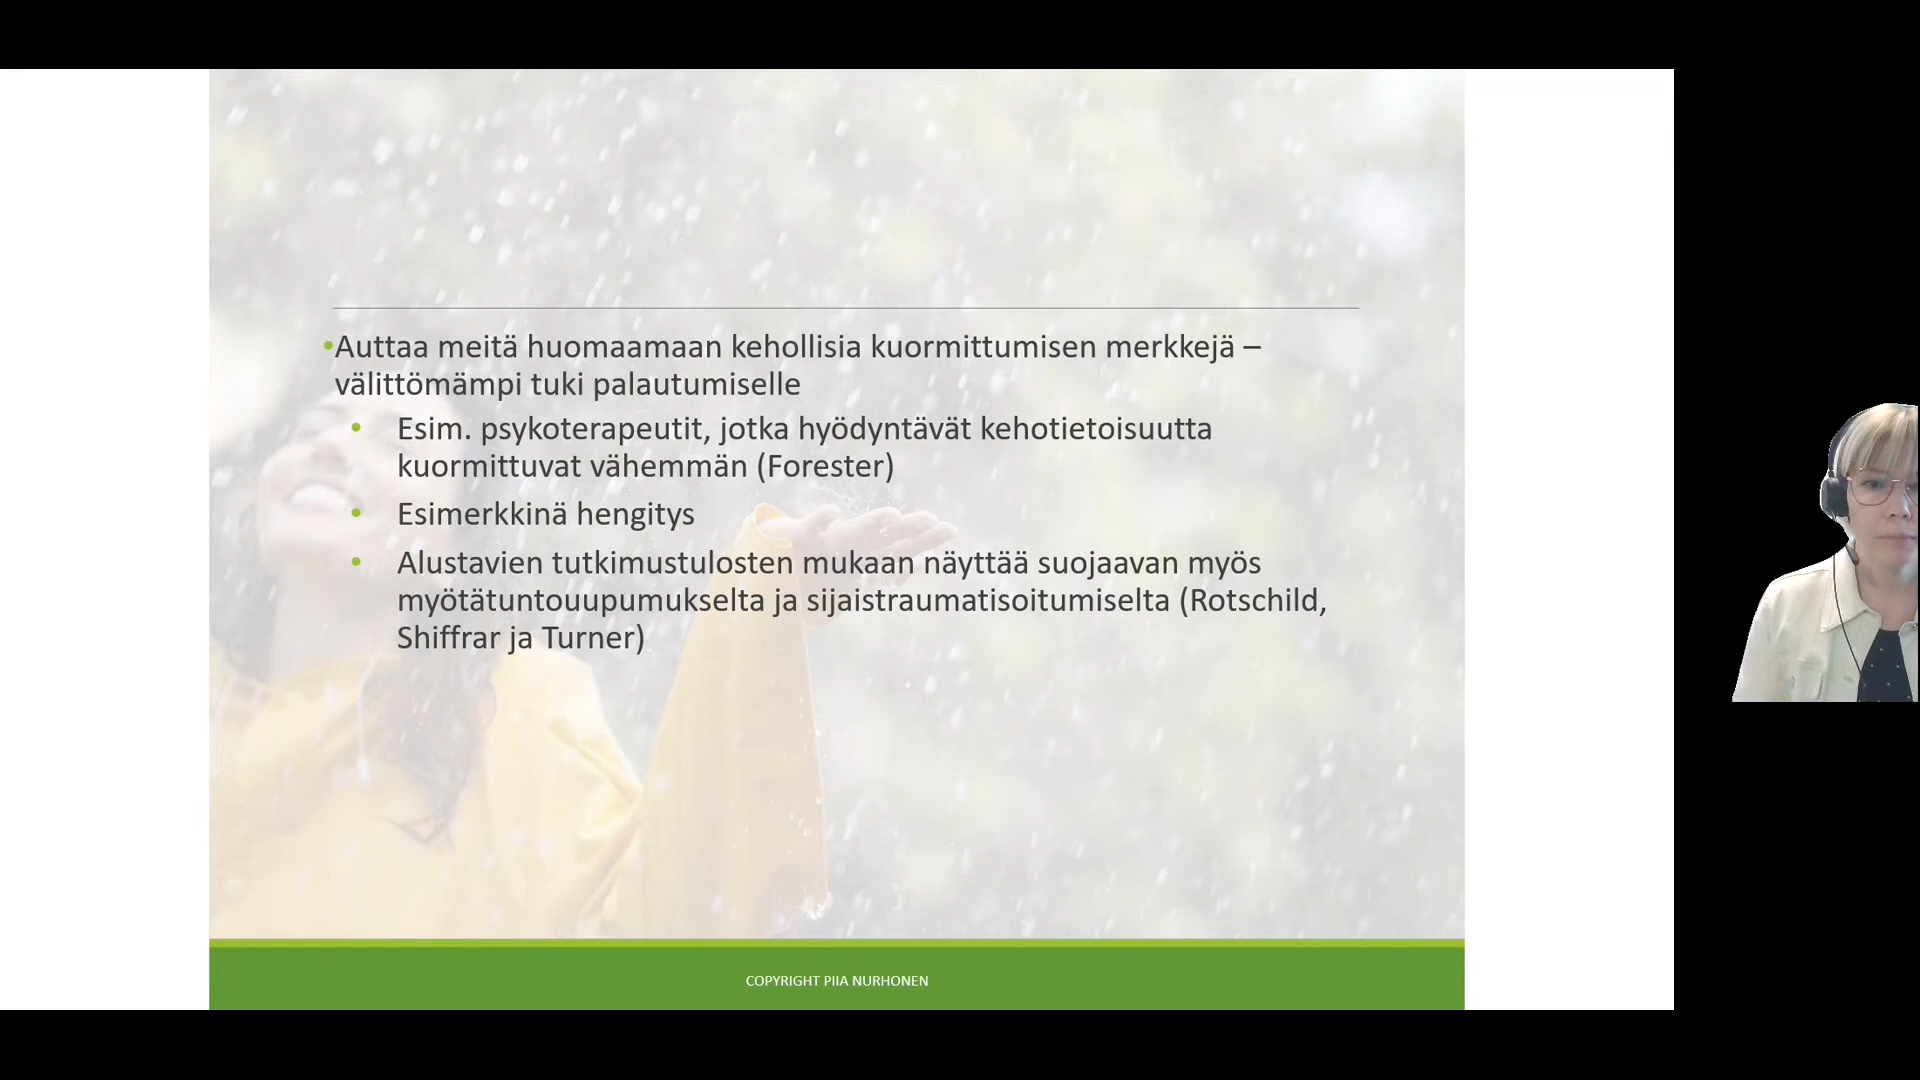 •Auttaa meitä huomaamaan kehollisia kuormittumisen merkkejä –
välittömämpi tuki palautumiselle
• Esim. psykoterapeutit, jotka hyödyntävät kehotietoisuutta
kuormittuvat vähemmän (Forester)
• Esimerkkinä hengitys
• Alustavien tutkimustulosten mukaan näyttää suojaavan myös
myötätuntouupumukselta ja sijaistraumatisoitumiselta (Rotschild,
Shiffrar ja Turner)
COPYRIGHT PIIA NURHONEN